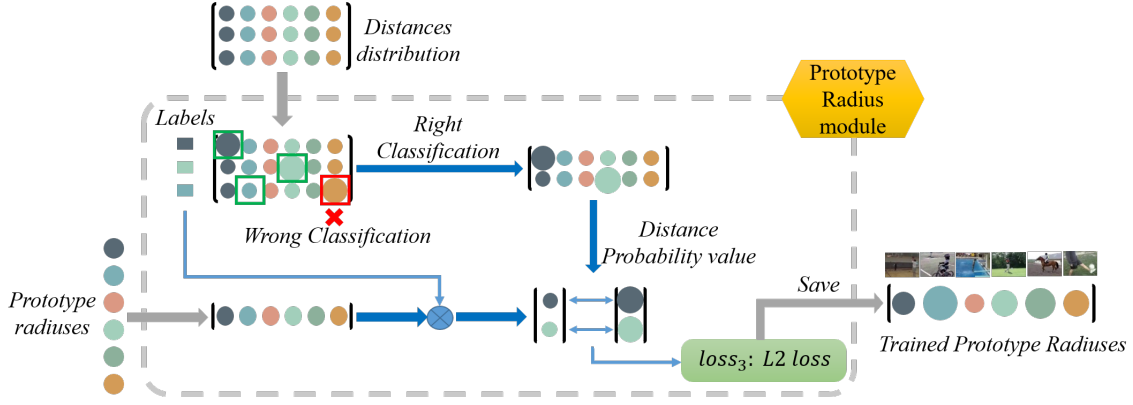 Distances
distribution
Prototype
Radius
module
Labels
Right
Classification
Wrong Classification
Distance
Probability value
Prototype
radiuses
Save
loss₃: L2 loss
Trained Prototype Radiuses